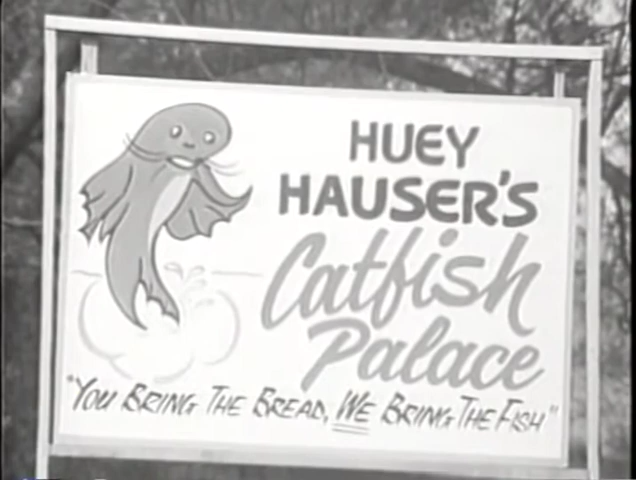 HUEY
HAUSER'S
Catfish
Palace
"YOU BRING THE BREAD, WE BRING THE FISH"